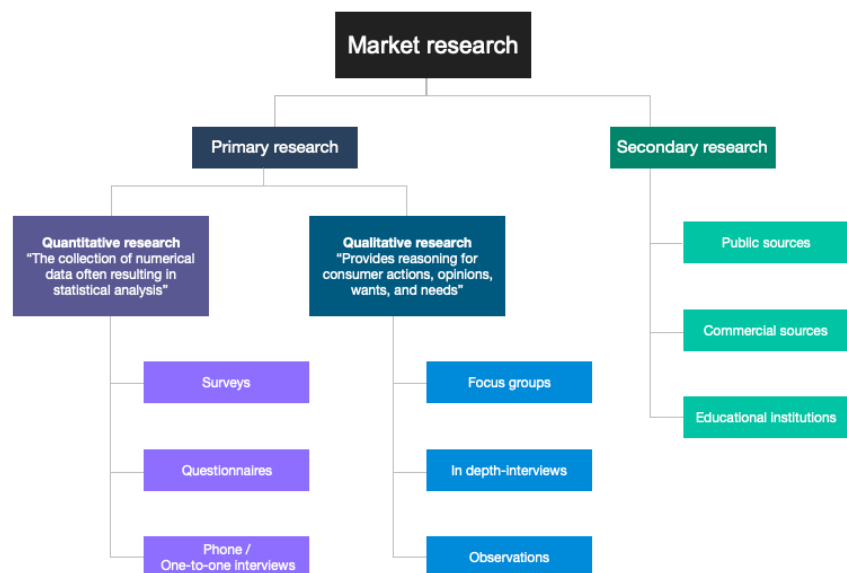 Market research
Primary research
Secondary research
Quantitative research
“The collection of numerical
data often resulting in
statistical analysis”
Qualitative research
“Provides reasoning for
consumer actions, opinions,
wants, and needs”
Public sources
Commercial sources
Educational institutions
Surveys
Questionnaires
Phone /
One-to-one interviews
Focus groups
In depth-interviews
Observations